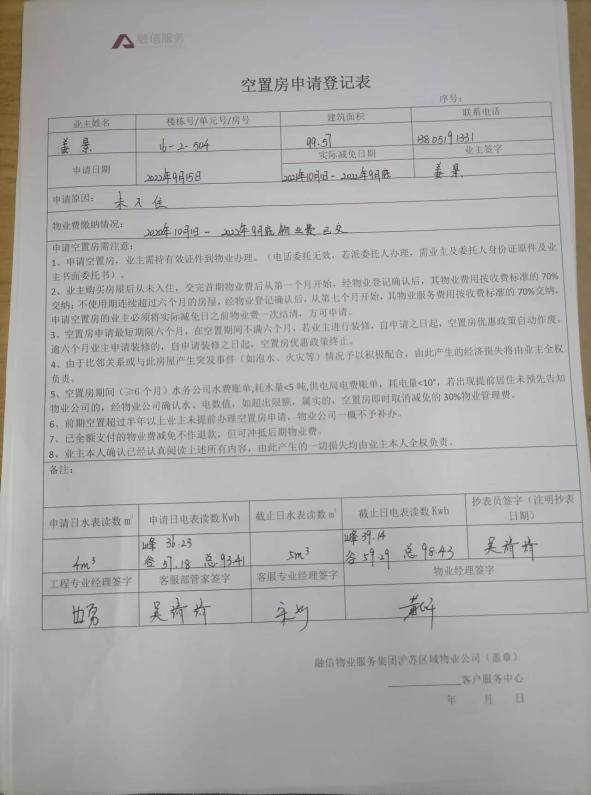 融信服务
空置房申请登记表
序号：
业主姓名 楼栋号/单元号/房号 建筑面积 联系电话
姜景 16-2-504 99.57 13805191331
申请日期 2022年9月15日 实际减免日期 业主签字
2022年10月1日-2022年9月底 姜景
申请原因： 未入住
物业费缴纳情况： 2020年10月1日-2022年9月底物业费已交
申请空置房需注意：
1、申请空置房，业主需持有效证件到物业办理。（电话委托无效，若派委托人办理，需业主及委托人身份证原件及业
主书面委托书）。
2、业主购买房屋后从未入住，交完首期物业费后从第一个月开始，经物业登记确认后，其物业费用按收费标准的 70%
交纳；不使用期连续超过六个月的房屋，经物业登记确认后，从第七个月开始，其物业服务费用按收费标准的 70%交纳，
申请空置房的业主必须将实际减免日之前物业费一次结清，方可申请。
3、空置房申请最短期限六个月，在空置期间不满六个月，若业主进行装修，自申请之日起，空置房优惠政策自动作废，
逾六个月业主申请装修的，自申请装修之日起，空置房优惠政策终止。
4、由于比邻关系或与此房屋产生突发事件（如泡水、火灾等）情况予以积极配合，由此产生的经济损失将由业主全权
负责。
5、空置房期间（≥6 个月）水务公司水费账单,耗水量<5 吨,供电局电费账单，耗电量<10°，若出现提前居住未预先告知
物业公司的，经物业公司确认水、电数值，如超出限额，属实的，空置房即时取消减免的 30%物业管理费。
6、前期空置超过半年以上业主未提前办理空置房申请，物业公司一概不予补办。
7、已全额支付的物业费减免不作退款，但可冲抵后期物业费。
8、业主本人确认已经认真阅读上述所有内容，由此产生的一切损失均由业主本人全权负责。
备注：
申请日水表读数 m³ 申请日电表读数 Kwh 截止日水表读数 m³ 截止日电表读数 Kwh 抄表员签字（注明抄表
日期）
4m³ 峰 36.23 5m³ 峰 39.14 吴琦琦
谷 57.18 总 93.41 谷 59.29 总 98.43
工程专业经理签字 客服部管家签字 客服专业经理签字 物业经理签字
吴琦琦
融信物业服务集团沪苏区域物业公司（盖章）
客户服务中心
年 月 日